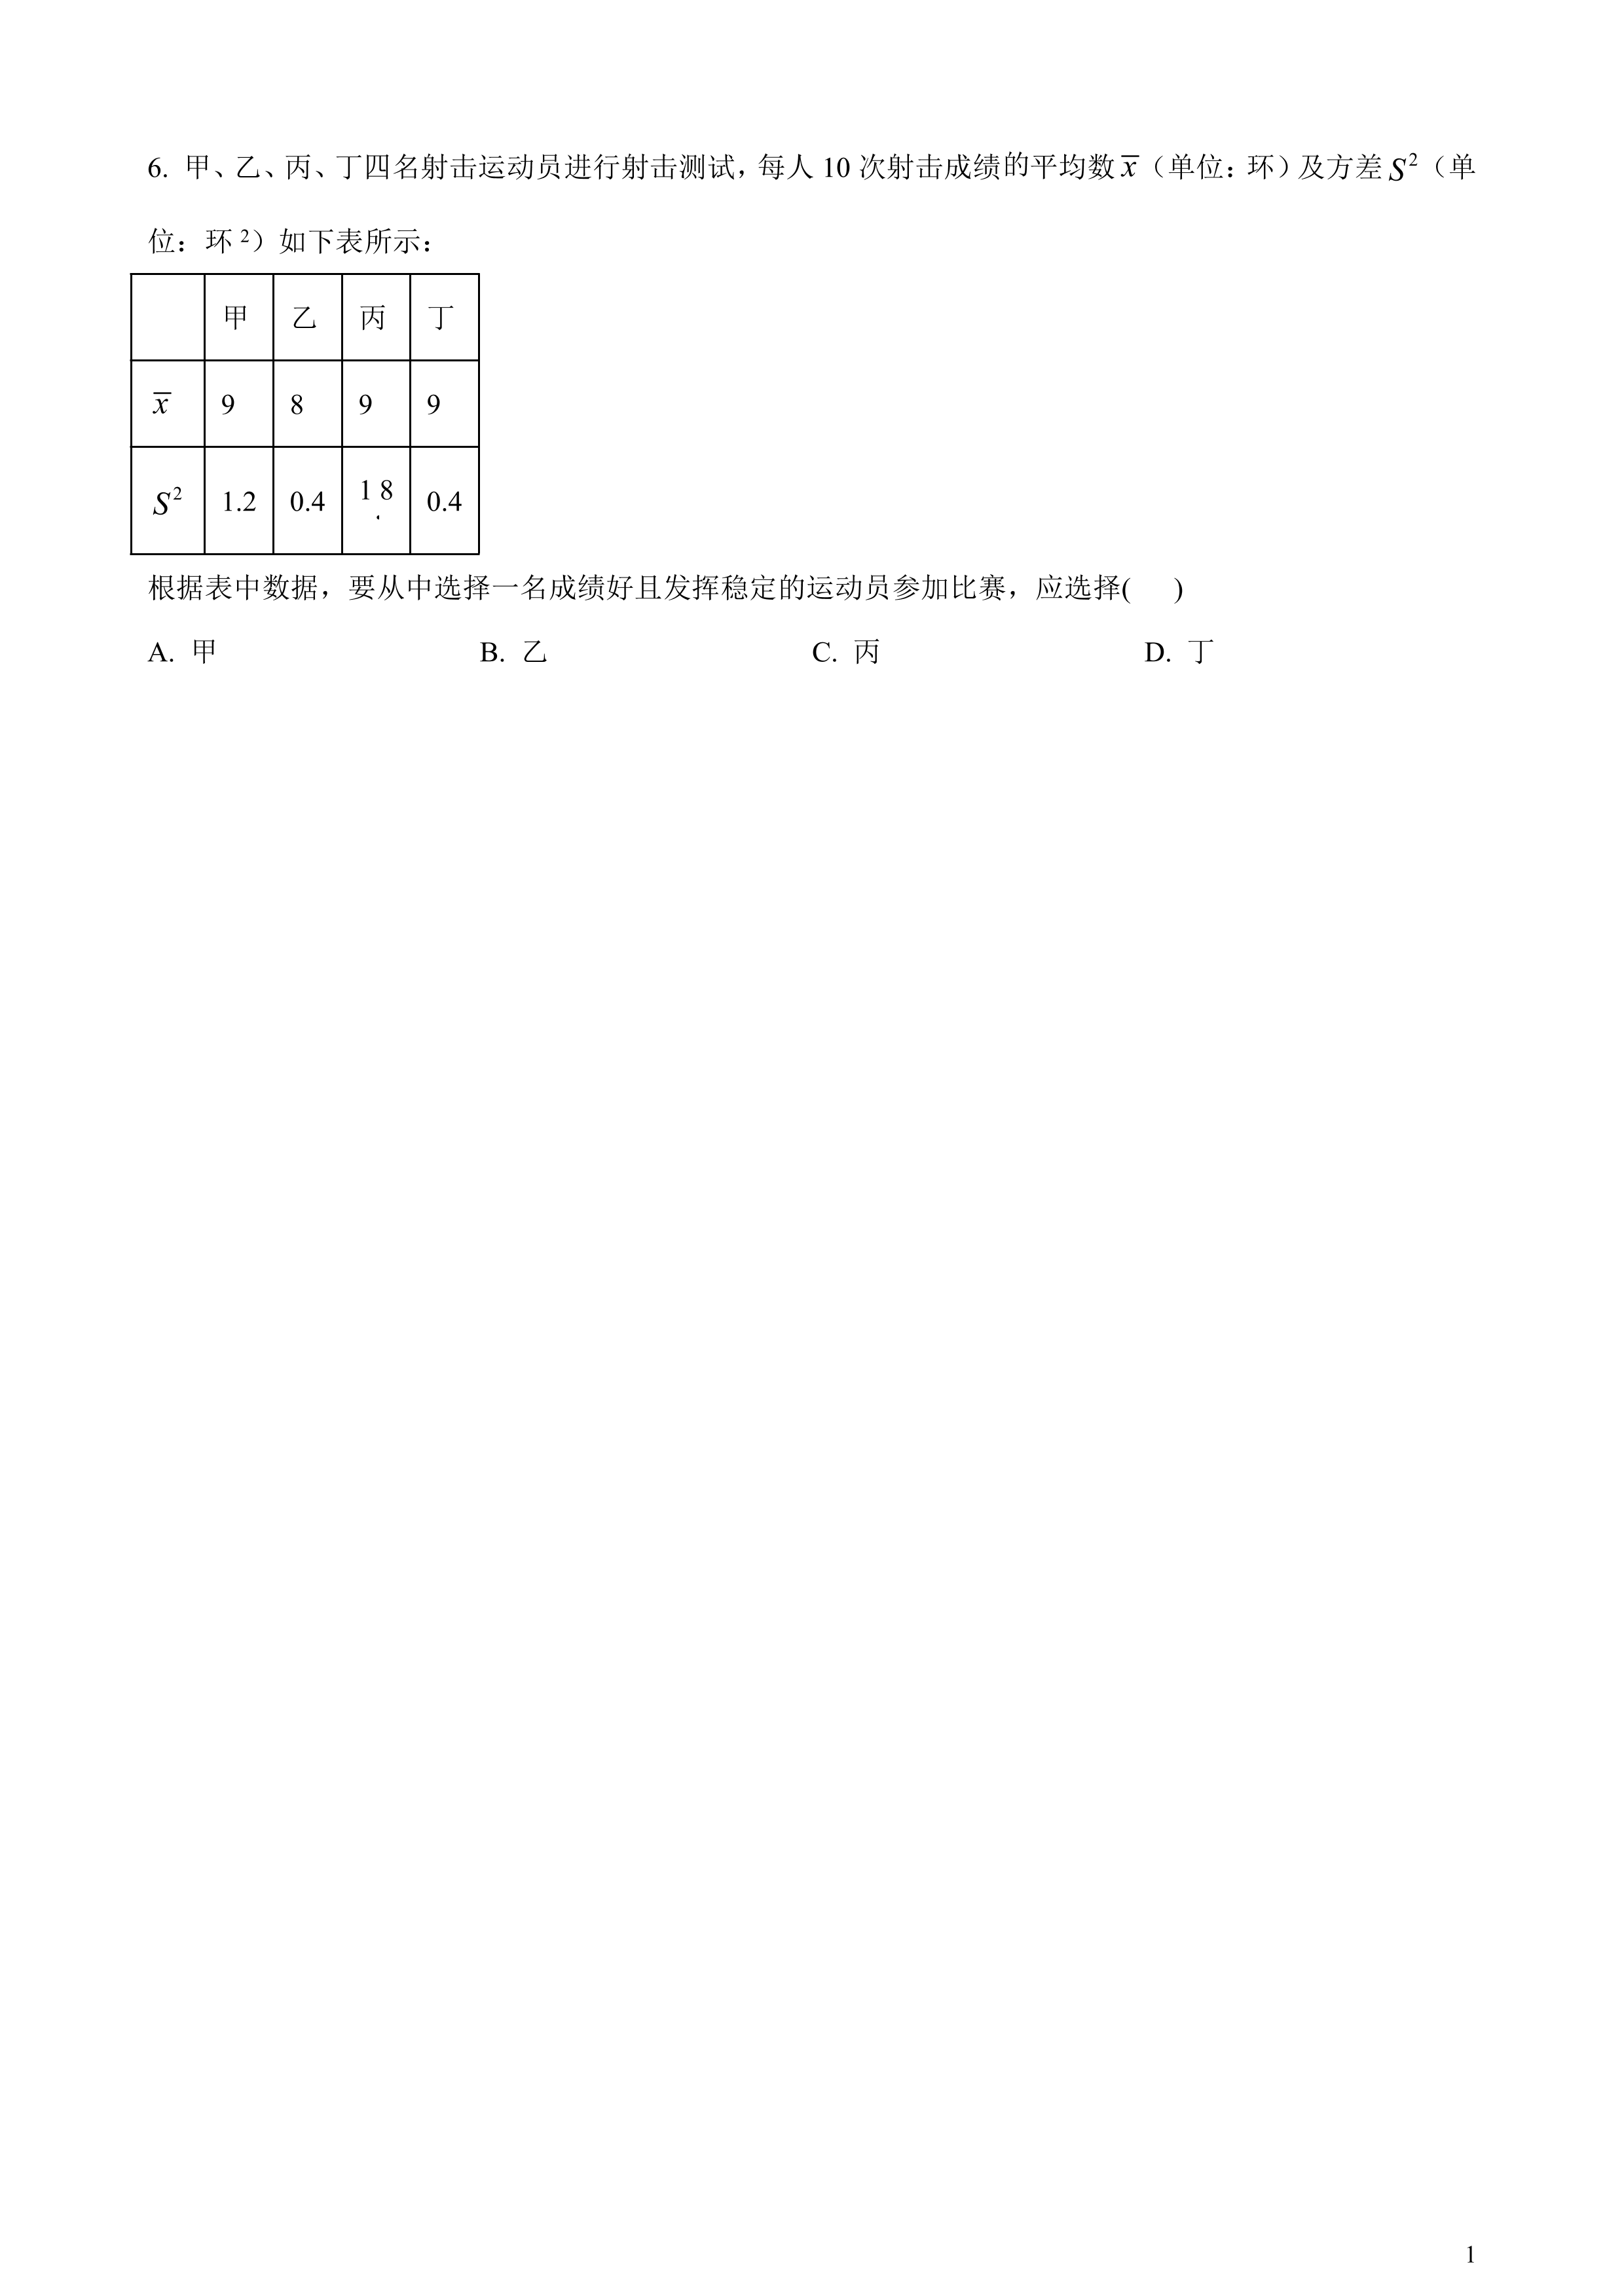 6. 甲、乙、丙、丁四名射击运动员进行射击测试，每人 10 次射击成绩的平均数 x̅（单位：环）及方差 S²（单
位：环²）如下表所示：
甲 乙 丙 丁
x̅ 9 8 9 9
S² 1.2 0.4 1.8 0.4
根据表中数据，要从中选择一名成绩好且发挥稳定的运动员参加比赛，应选择( )
A. 甲 B. 乙 C. 丙 D. 丁
1